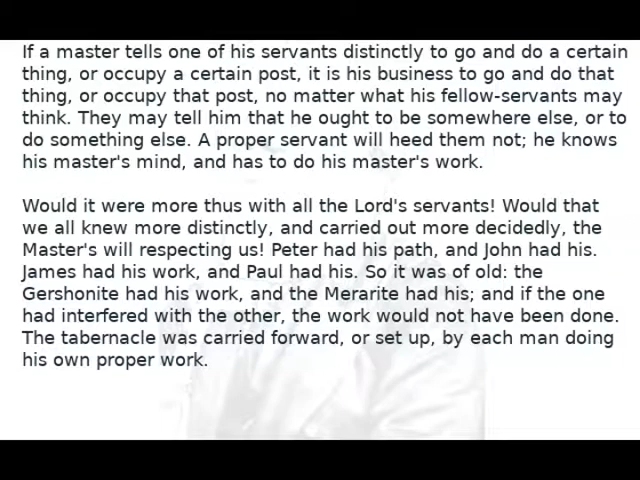 If a master tells one of his servants distinctly to go and do a certain
thing, or occupy a certain post, it is his business to go and do that
thing, or occupy that post, no matter what his fellow-servants may
think. They may tell him that he ought to be somewhere else, or to
do something else. A proper servant will heed them not; he knows
his master's mind, and has to do his master's work.

Would it were more thus with all the Lord's servants! Would that
we all knew more distinctly, and carried out more decidedly, the
Master's will respecting us! Peter had his path, and John had his.
James had his work, and Paul had his. So it was of old: the
Gershonite had his work, and the Merarite had his; and if the one
had interfered with the other, the work would not have been done.
The tabernacle was carried forward, or set up, by each man doing
his own proper work.